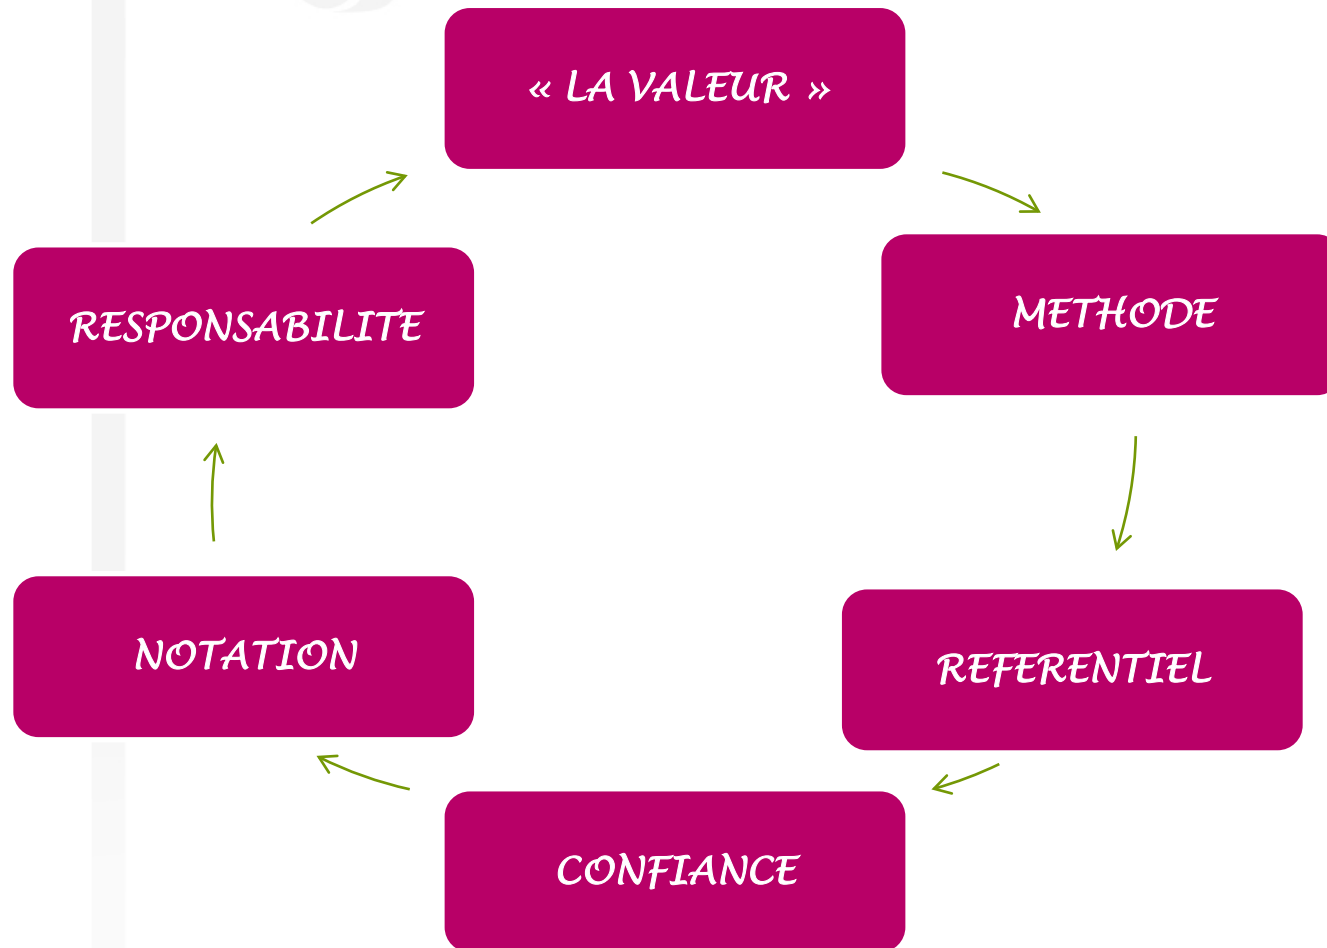 « LA VALEUR »
METHODE
REFERENTIEL
CONFIANCE
NOTATION
RESPONSABILITE